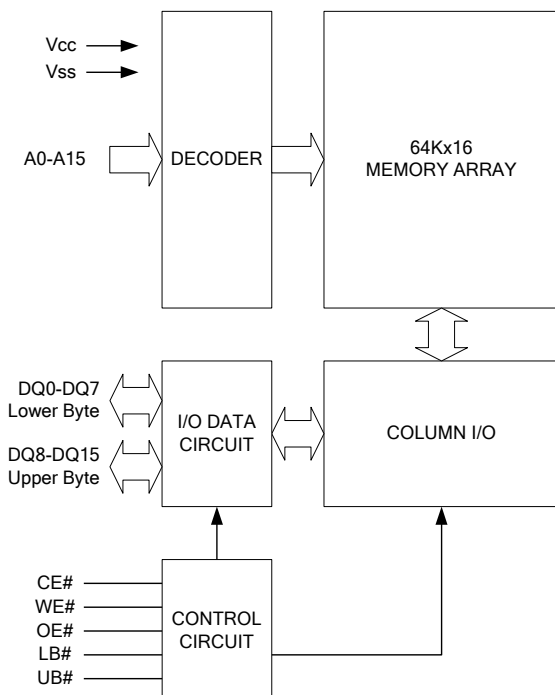 Vcc
Vss
A0-A15
DECODER
64Kx16
MEMORY ARRAY
DQ0-DQ7
Lower Byte
DQ8-DQ15
Upper Byte
I/O DATA
CIRCUIT
COLUMN I/O
CE#
WE#
OE#
LB#
UB#
CONTROL
CIRCUIT